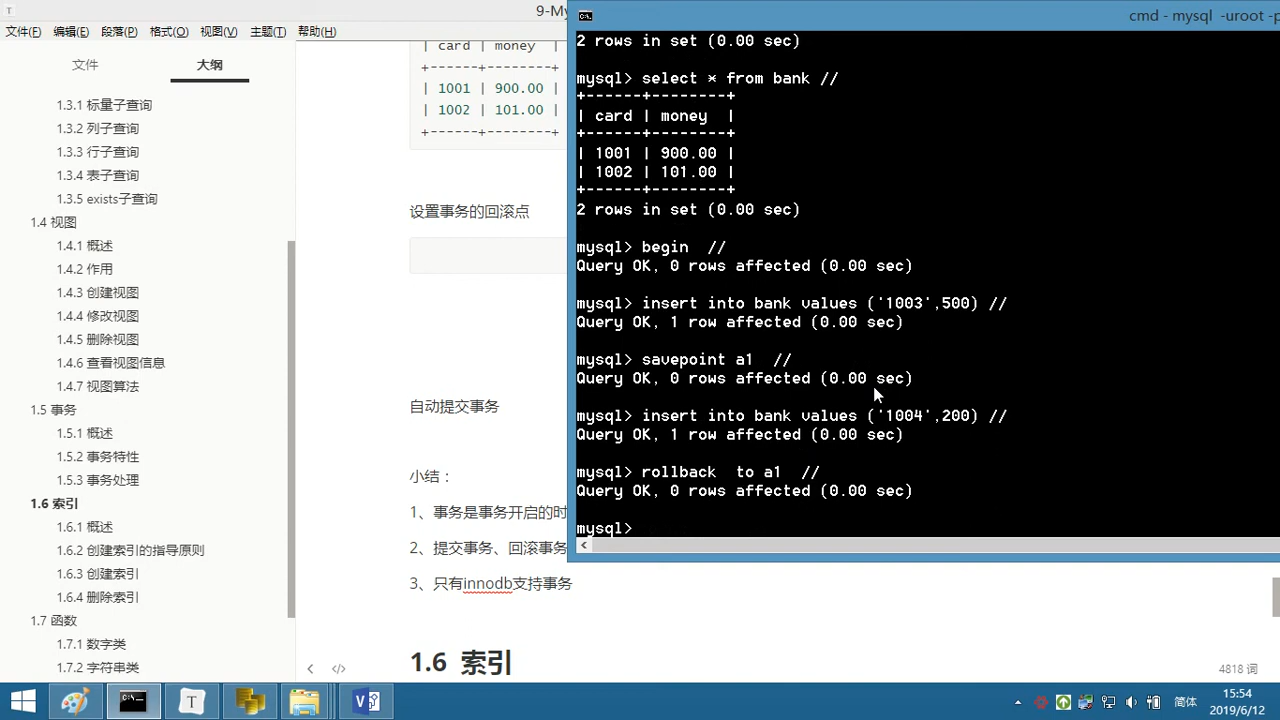 9-My
文件(F) 编辑(E) 段落(P) 格式(O) 视图(V) 主题(T) 帮助(H)
文件 大纲
1.3.1 标量子查询
1.3.2 列子查询
1.3.3 行子查询
1.3.4 表子查询
1.3.5 exists子查询
1.4 视图
1.4.1 概述
1.4.2 作用
1.4.3 创建视图
1.4.4 修改视图
1.4.5 删除视图
1.4.6 查看视图信息
1.4.7 视图算法
1.5 事务
1.5.1 概述
1.5.2 事务特性
1.5.3 事务处理
1.6 索引
1.6.1 概述
1.6.2 创建索引的指导原则
1.6.3 创建索引
1.6.4 删除索引
1.7 函数
1.7.1 数字类
1.7.2 字符串类
| card | money |
+------+--------+
| 1001 | 900.00 |
| 1002 | 101.00 |
+------+--------+
设置事务的回滚点
自动提交事务
小结：
1、事务是事务开启的时
2、提交事务、回滚事务
3、只有innodb支持事务
1.6 索引
4818 词
cmd - mysql  -uroot -p
2 rows in set (0.00 sec)
mysql> select * from bank //
+------+--------+
| card | money  |
+------+--------+
| 1001 | 900.00 |
| 1002 | 101.00 |
+------+--------+
2 rows in set (0.00 sec)
mysql> begin  //
Query OK, 0 rows affected (0.00 sec)
mysql> insert into bank values ('1003',500) //
Query OK, 1 row affected (0.00 sec)
mysql> savepoint a1  //
Query OK, 0 rows affected (0.00 sec)
mysql> insert into bank values ('1004',200) //
Query OK, 1 row affected (0.00 sec)
mysql> rollback  to a1  //
Query OK, 0 rows affected (0.00 sec)
mysql>
简体
15:54
2019/6/12